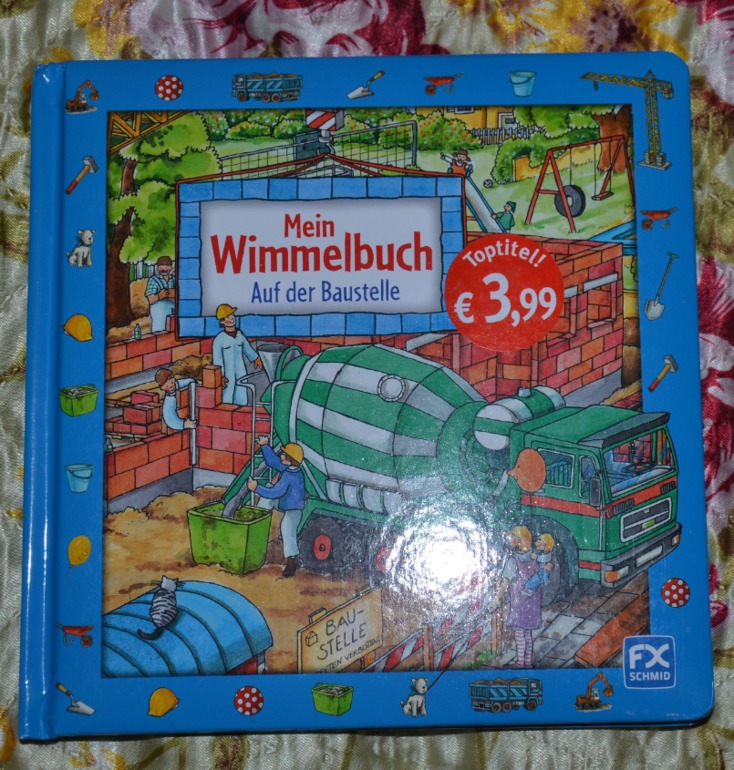 Mein
Wimmelbuch
Auf der Baustelle
Toptitel!
€ 3,99
BAU-
STELLE
FX
SCHMID